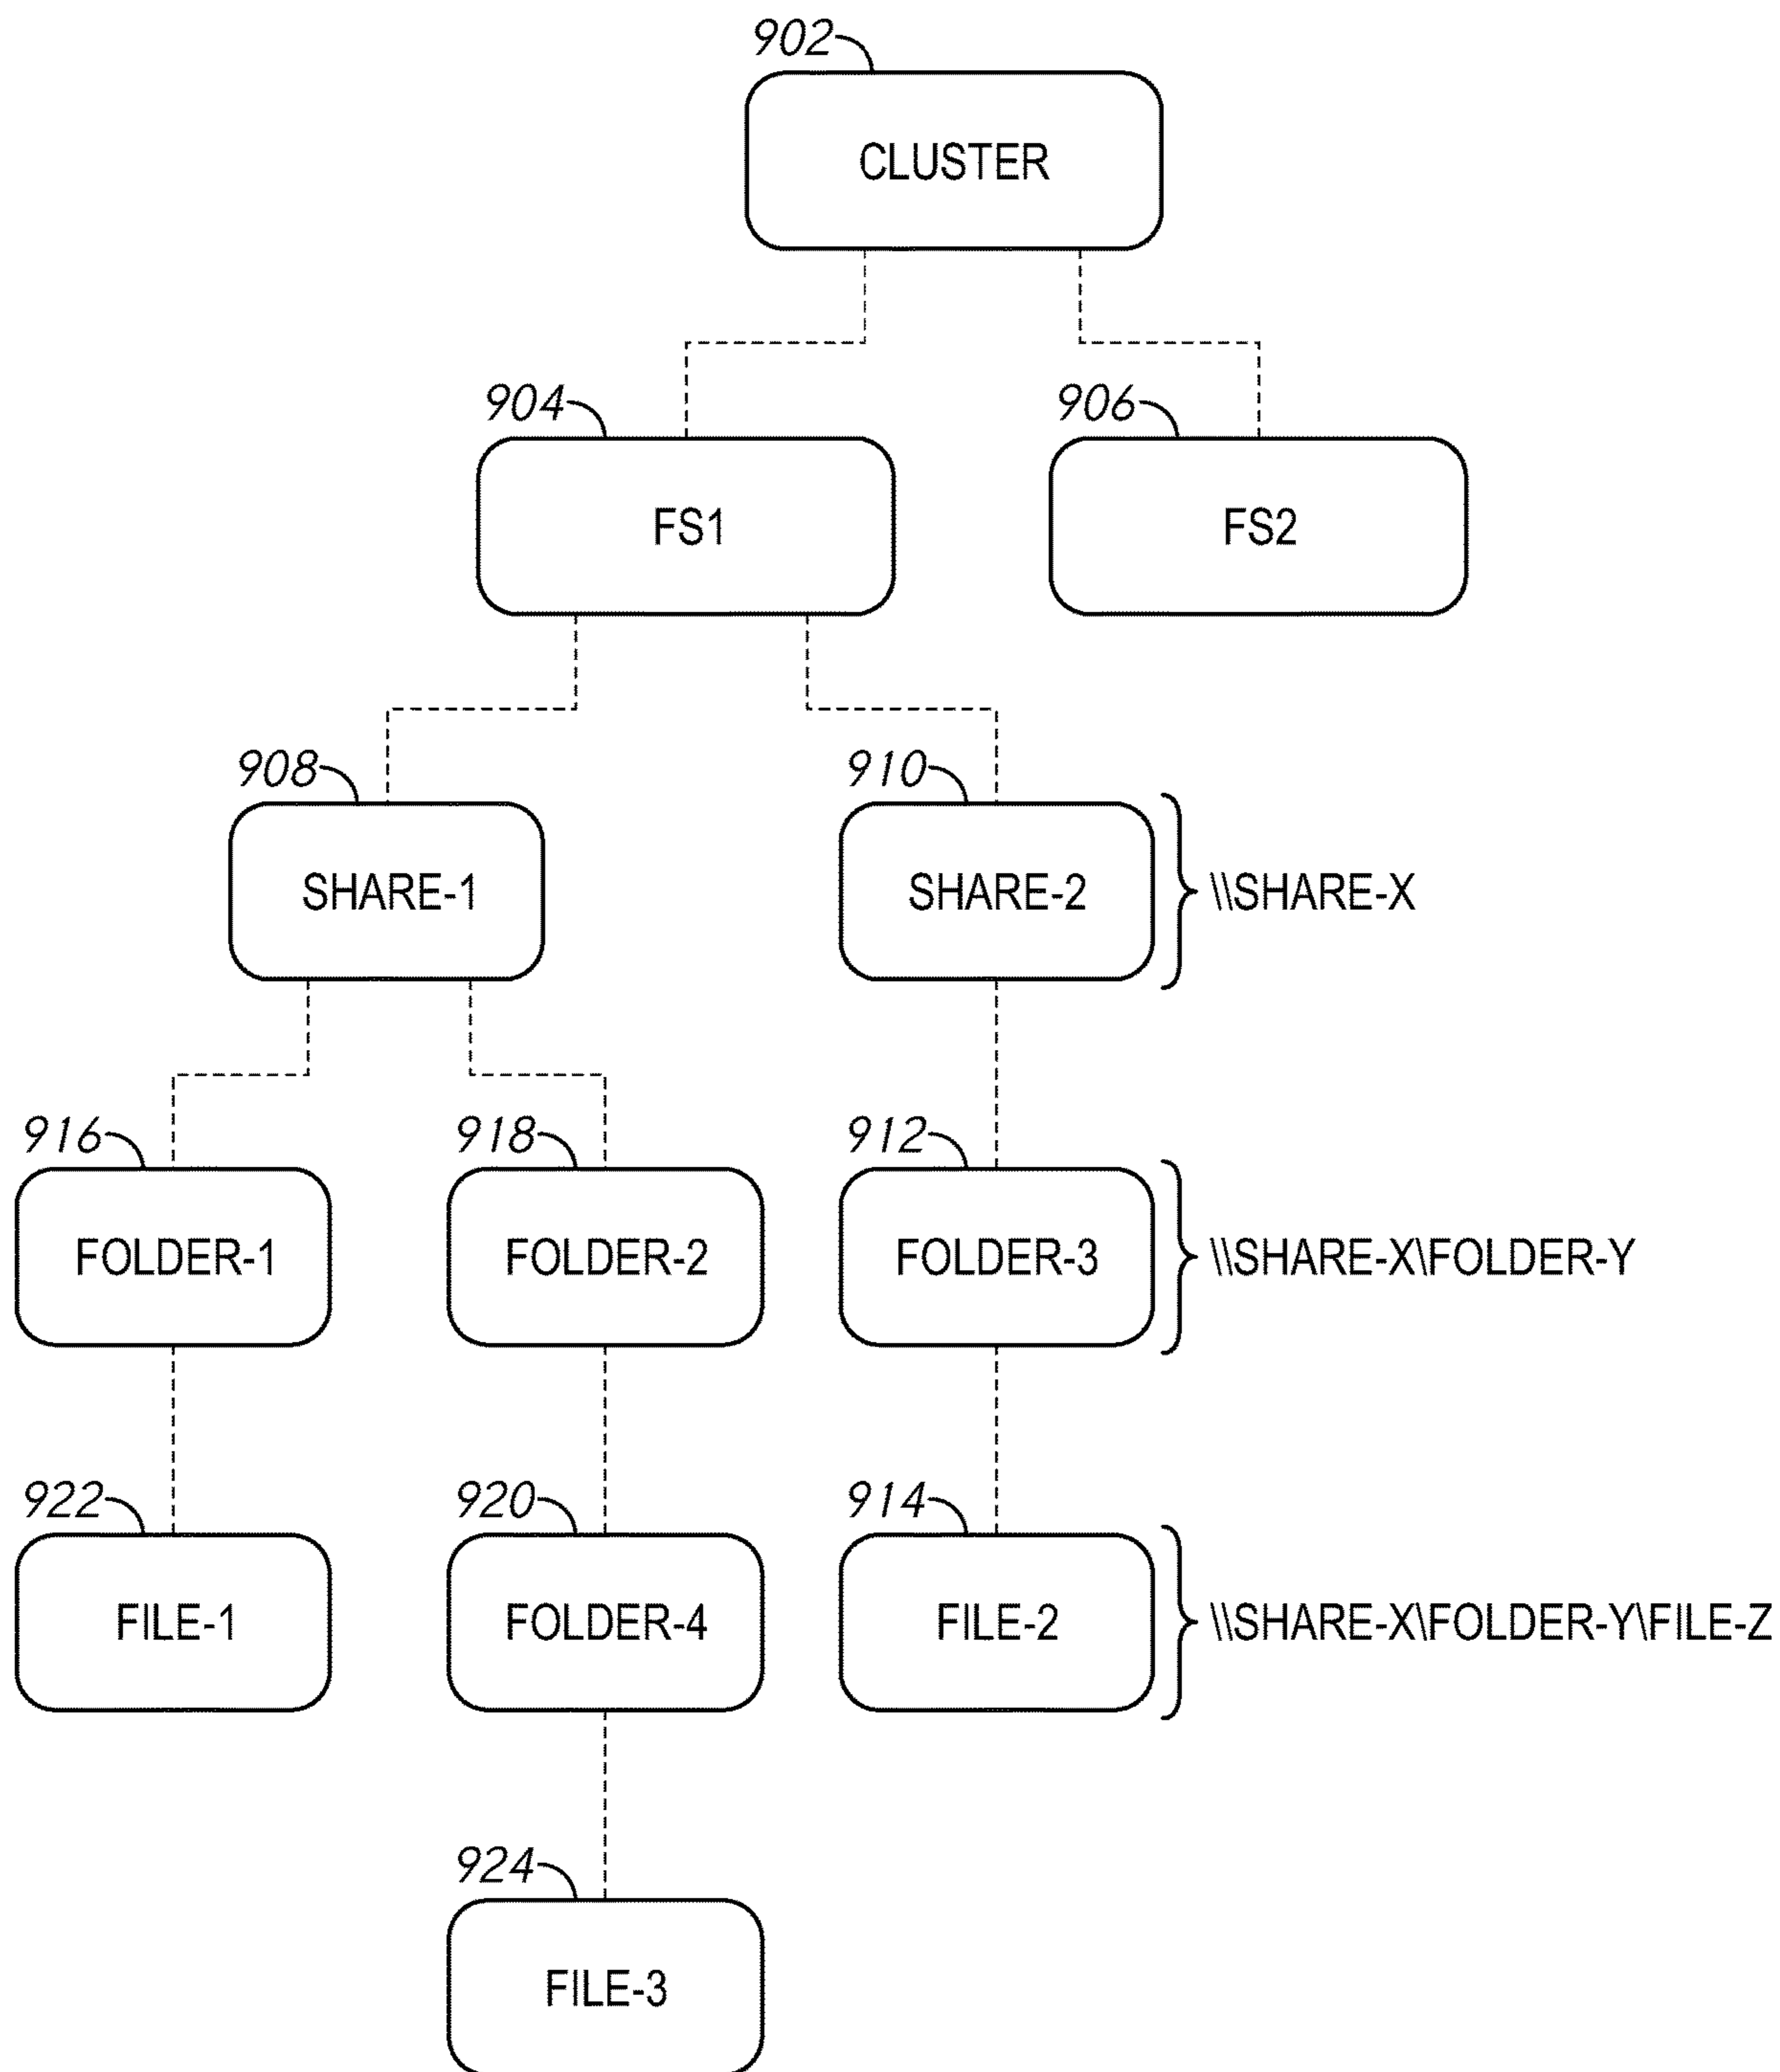 902
CLUSTER
904
906
FS1
FS2
908
910
SHARE-1
SHARE-2
\\SHARE-X
916
918
912
FOLDER-1
FOLDER-2
FOLDER-3
\\SHARE-X\FOLDER-Y
922
920
914
FILE-1
FOLDER-4
FILE-2
\\SHARE-X\FOLDER-Y\FILE-Z
924
FILE-3